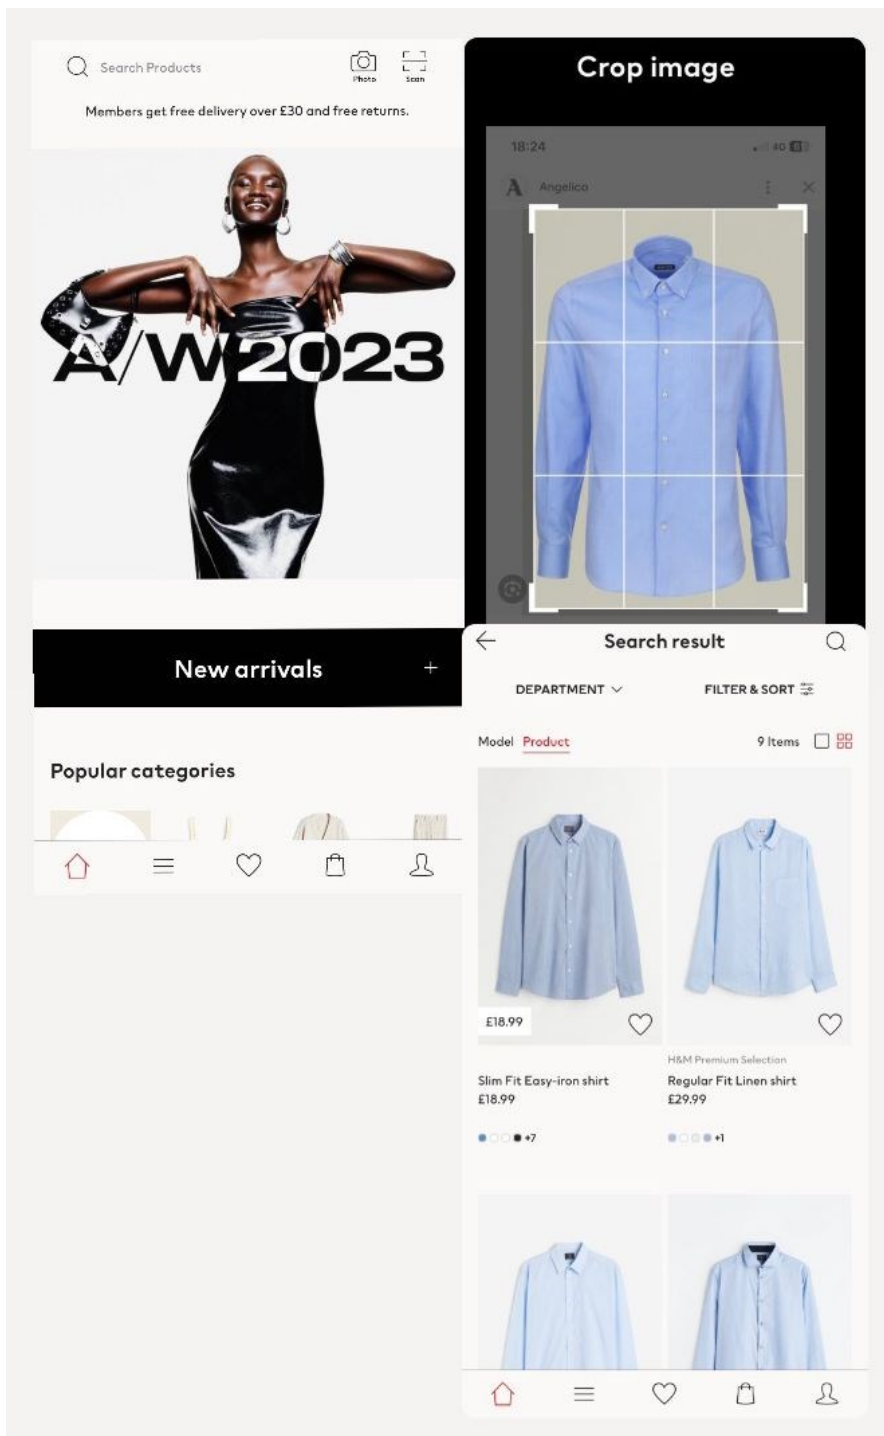 Search Products
Photo
Scan
Members get free delivery over £30 and free returns.
A/W2023
New arrivals +
Popular categories
Crop image
18:24
4G
A Angelico
Search result
DEPARTMENT
FILTER & SORT
Model Product
9 Items
£18.99
Slim Fit Easy-iron shirt
£18.99
+7
H&M Premium Selection
Regular Fit Linen shirt
£29.99
+1